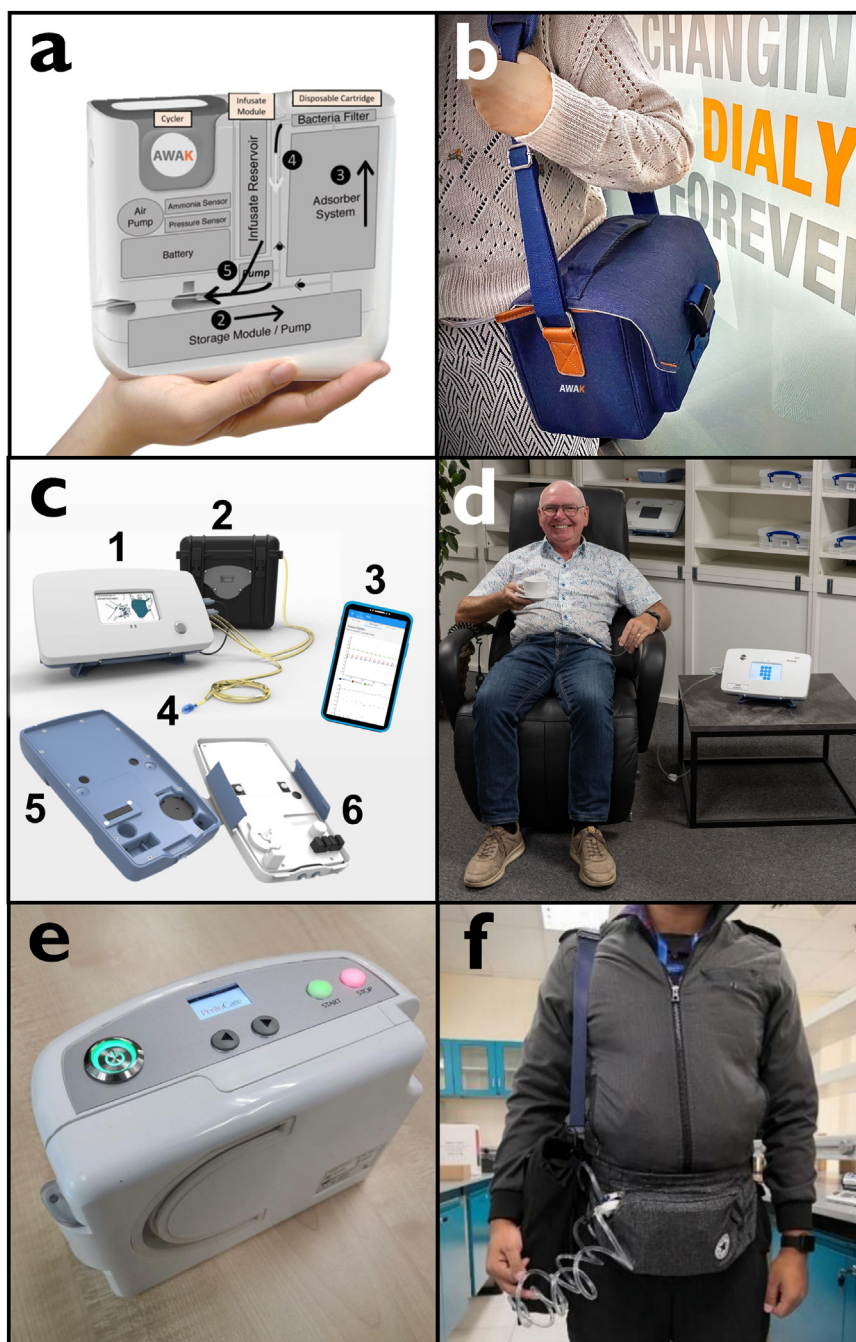 a
Cycler
Infusate
Module
Disposable Cartridge
Bacteria Filter
AWAK
Infusate Reservoir
4
3
Adsorber
System
Air
Pump
Ammonia Sensor
Pressure Sensor
Battery
5
Pump
2
Storage Module / Pump
b
CHANGIN
DIALY
FOREVE
AWAK
c
1
2
3
4
5
6
d
e
PeritoCare
START
STOP
f